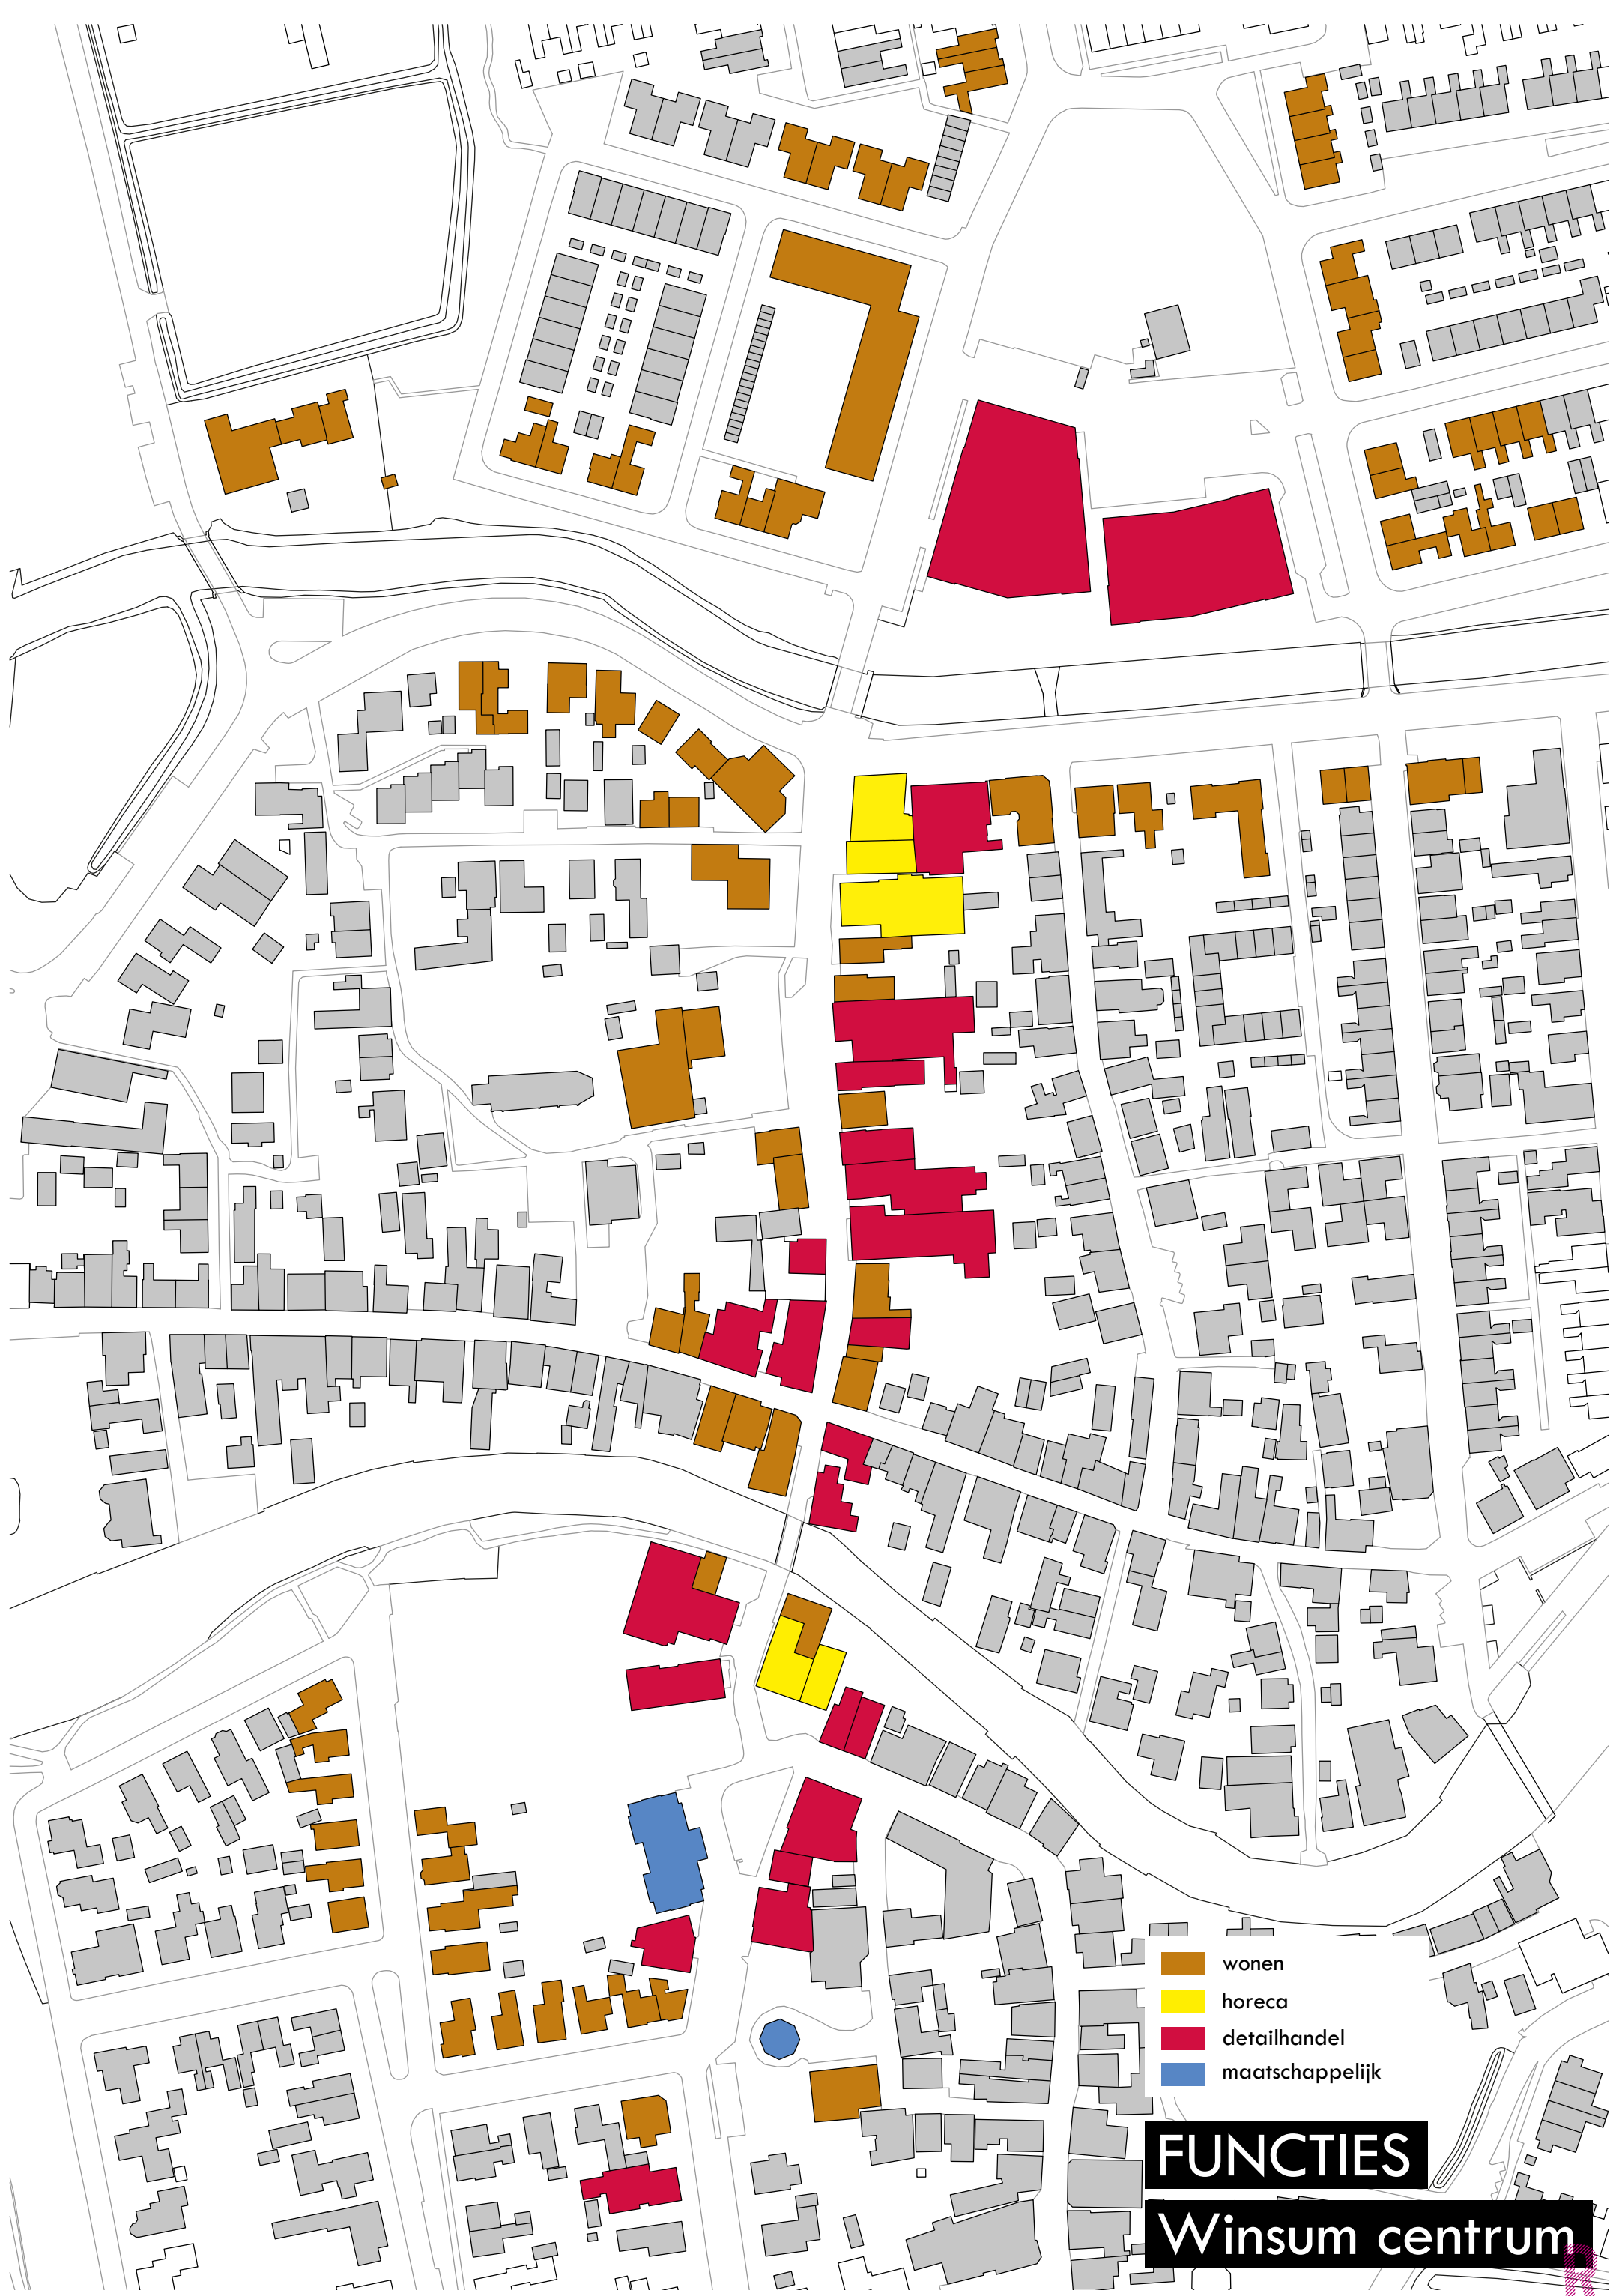 wonen
horeca
detailhandel
maatschappelijk
FUNCTIES
Winsum centrum
R